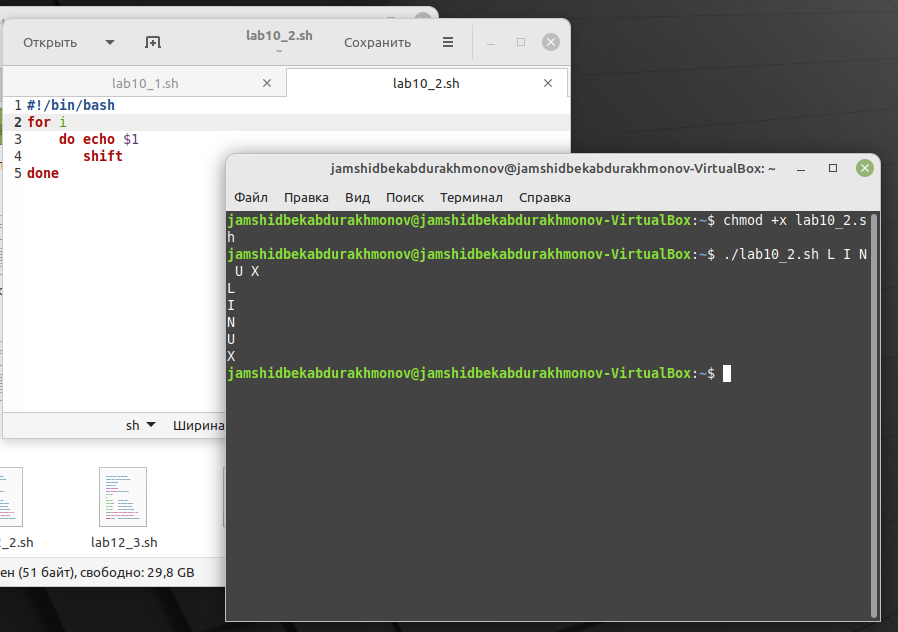 Открыть
lab10_2.sh
~
Сохранить
lab10_1.sh
lab10_2.sh
1 #!/bin/bash
2 for i
3 do echo $1
4 shift
5 done
sh
Ширина
jamshidbekabdurakhmonov@jamshidbekabdurakhmonov-VirtualBox: ~
Файл Правка Вид Поиск Терминал Справка
jamshidbekabdurakhmonov@jamshidbekabdurakhmonov-VirtualBox:~$ chmod +x lab10_2.s
h
jamshidbekabdurakhmonov@jamshidbekabdurakhmonov-VirtualBox:~$ ./lab10_2.sh L I N
U X
L
I
N
U
X
jamshidbekabdurakhmonov@jamshidbekabdurakhmonov-VirtualBox:~$
_2.sh
lab12_3.sh
ен (51 байт), свободно: 29,8 GB